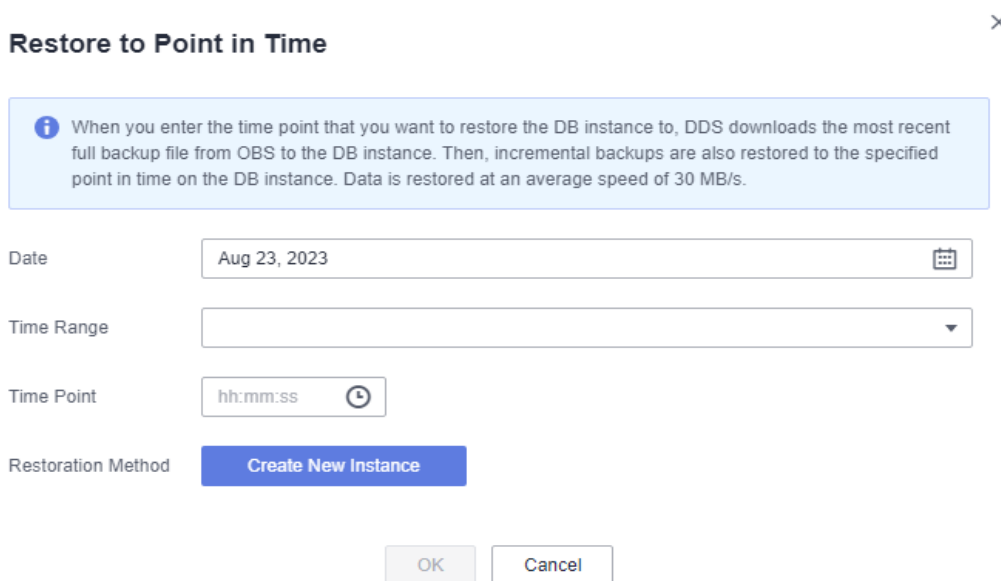 Restore to Point in Time
When you enter the time point that you want to restore the DB instance to, DDS downloads the most recent
full backup file from OBS to the DB instance. Then, incremental backups are also restored to the specified
point in time on the DB instance. Data is restored at an average speed of 30 MB/s.
Date Aug 23, 2023
Time Range
Time Point hh:mm:ss
Restoration Method Create New Instance
OK Cancel